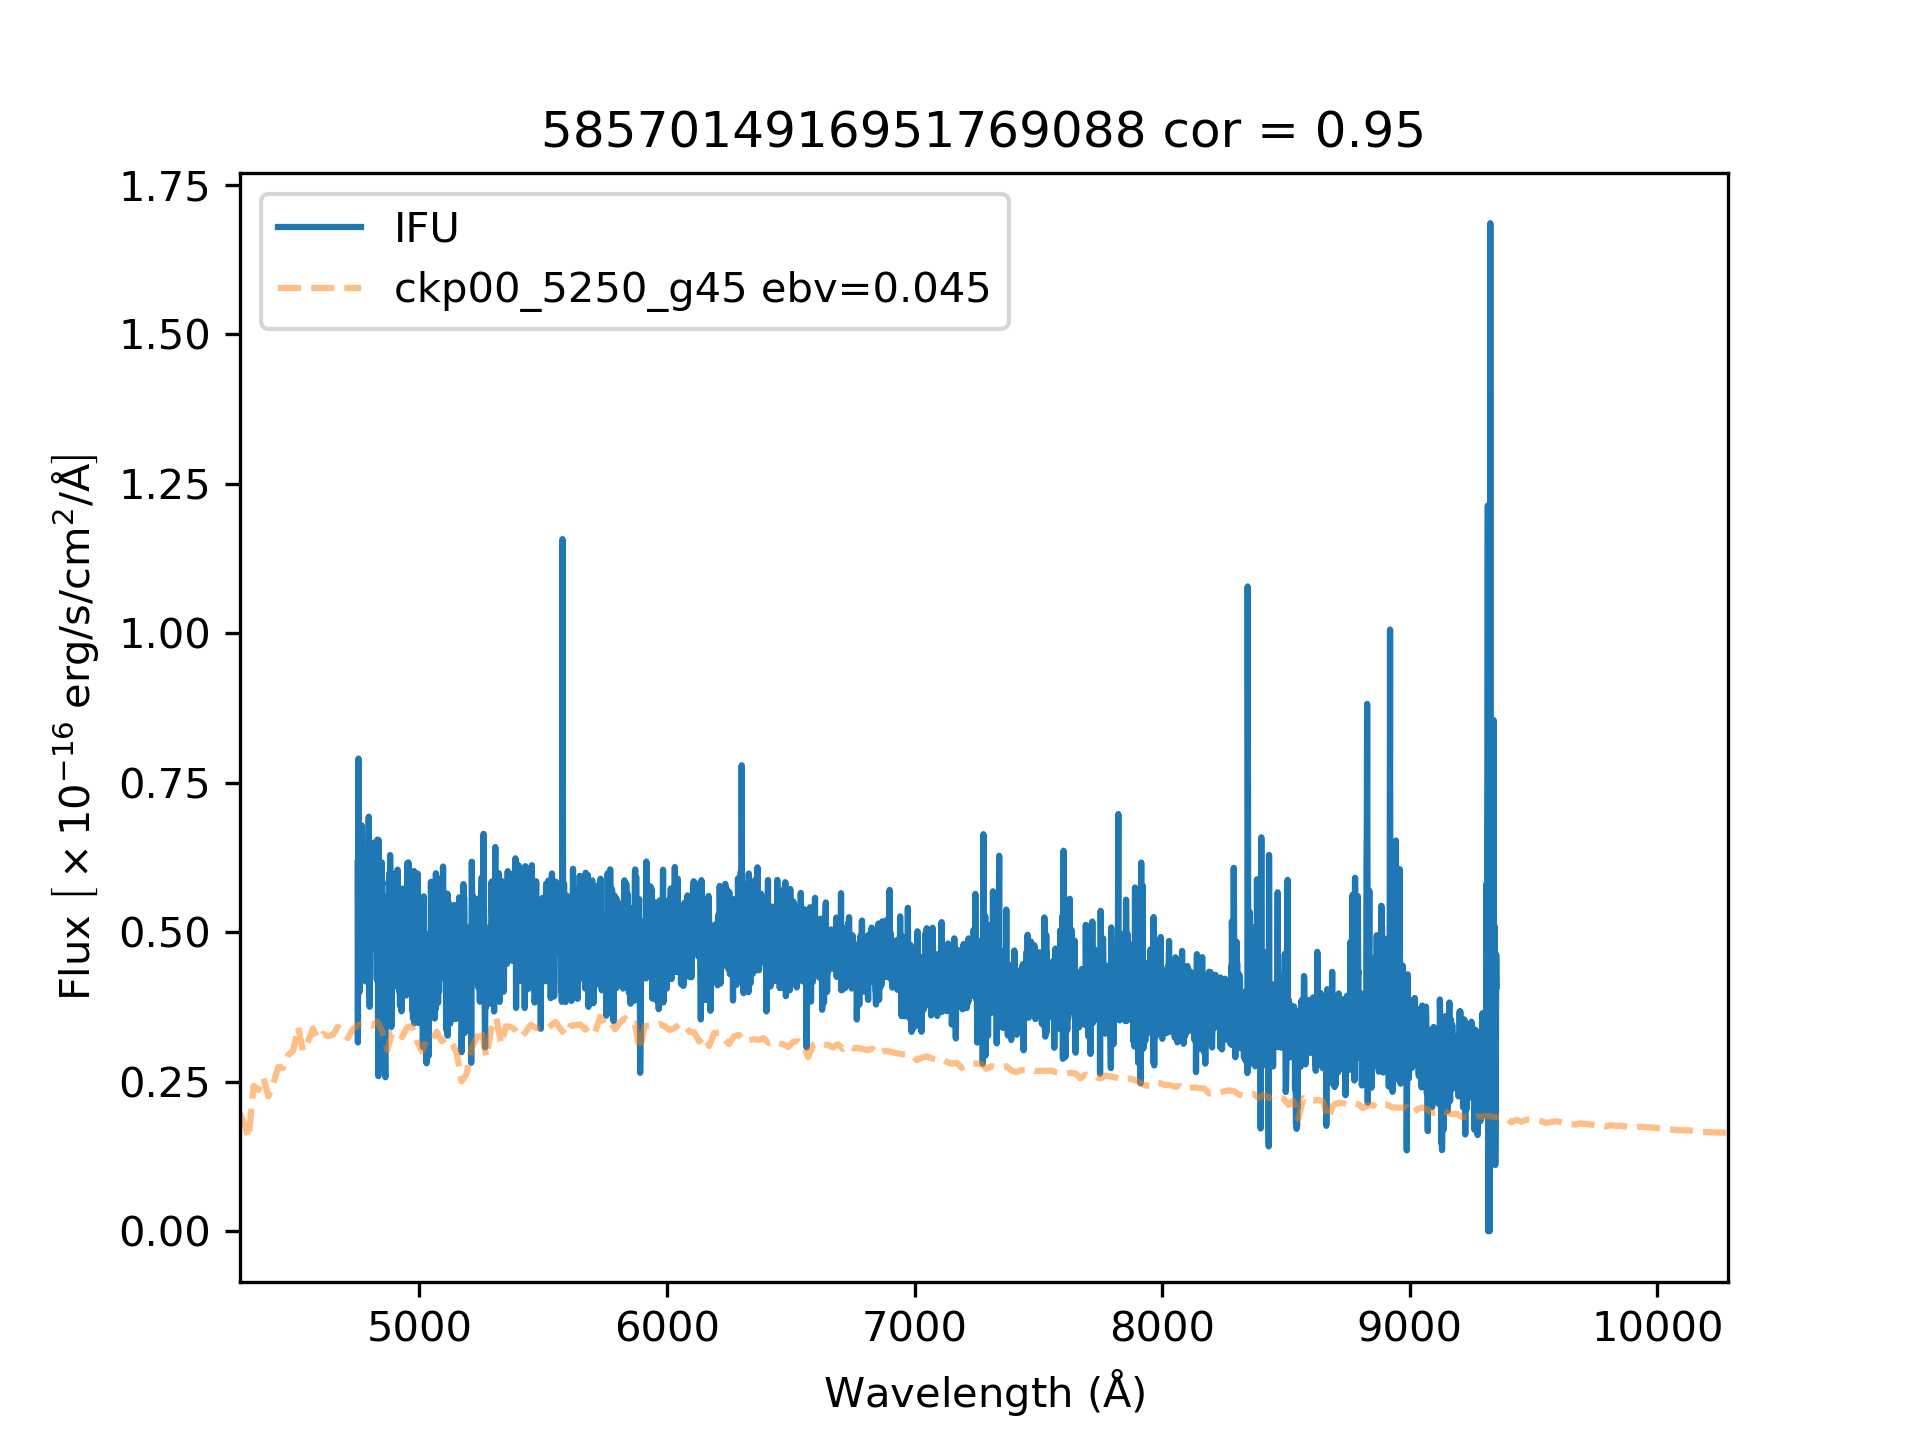 5857014916951769088 cor = 0.95
IFU
ckp00_5250_g45 ebv=0.045
1.75
1.50
1.25
1.00
0.75
0.50
0.25
0.00
Flux [ × 10⁻¹⁶ erg/s/cm²/Å]
5000 6000 7000 8000 9000 10000
Wavelength (Å)